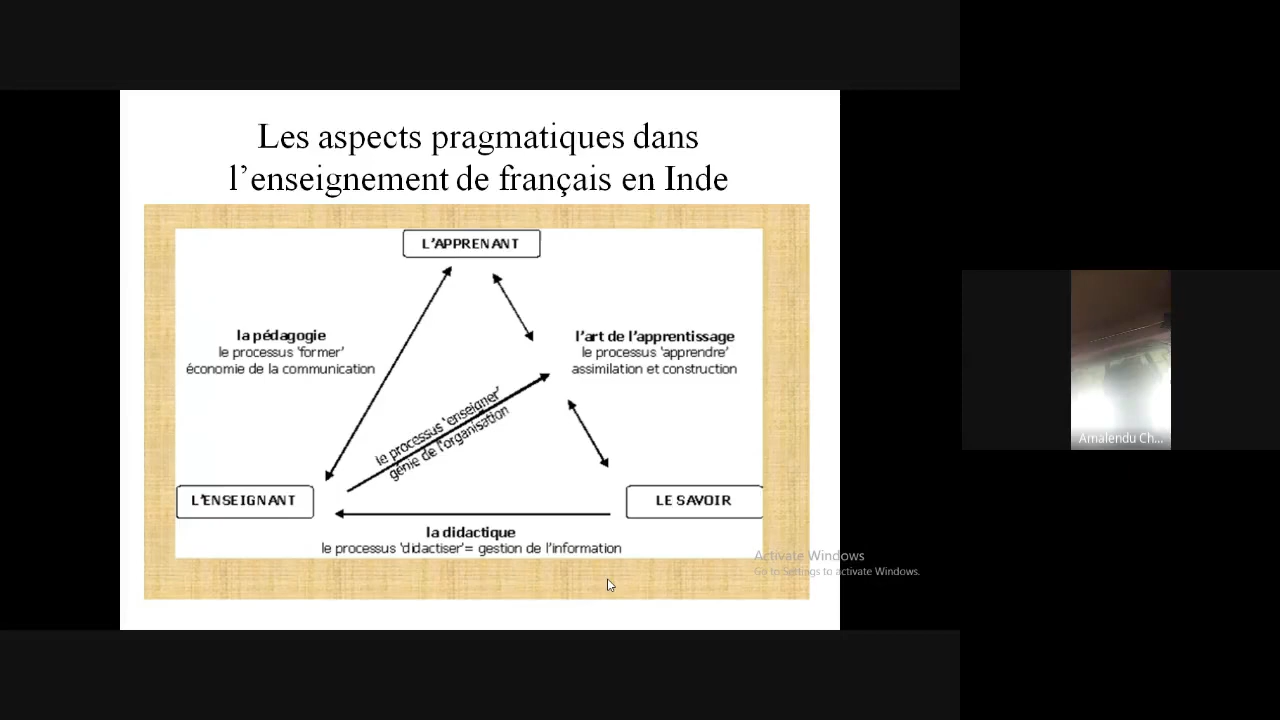 Les aspects pragmatiques dans
l'enseignement de français en Inde
L'APPRENANT
la pédagogie
le processus 'former'
économie de la communication
l'art de l'apprentissage
le processus 'apprendre'
assimilation et construction
le processus 'enseigner'
génie de l'organisation
L'ENSEIGNANT
LE SAVOIR
la didactique
le processus 'didactiser'= gestion de l'information
Activate Windows
Go to Settings to activate Windows.
Amalendu Ch...